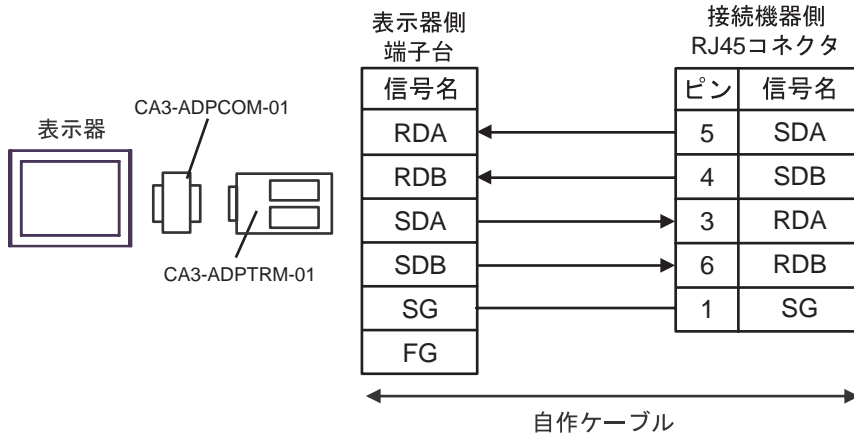 表示器側
端子台
接続機器側
RJ45コネクタ
信号名
ピン 信号名
CA3-ADPCOM-01
表示器
CA3-ADPTRM-01
RDA 5 SDA
RDB 4 SDB
SDA 3 RDA
SDB 6 RDB
SG 1 SG
FG
自作ケーブル